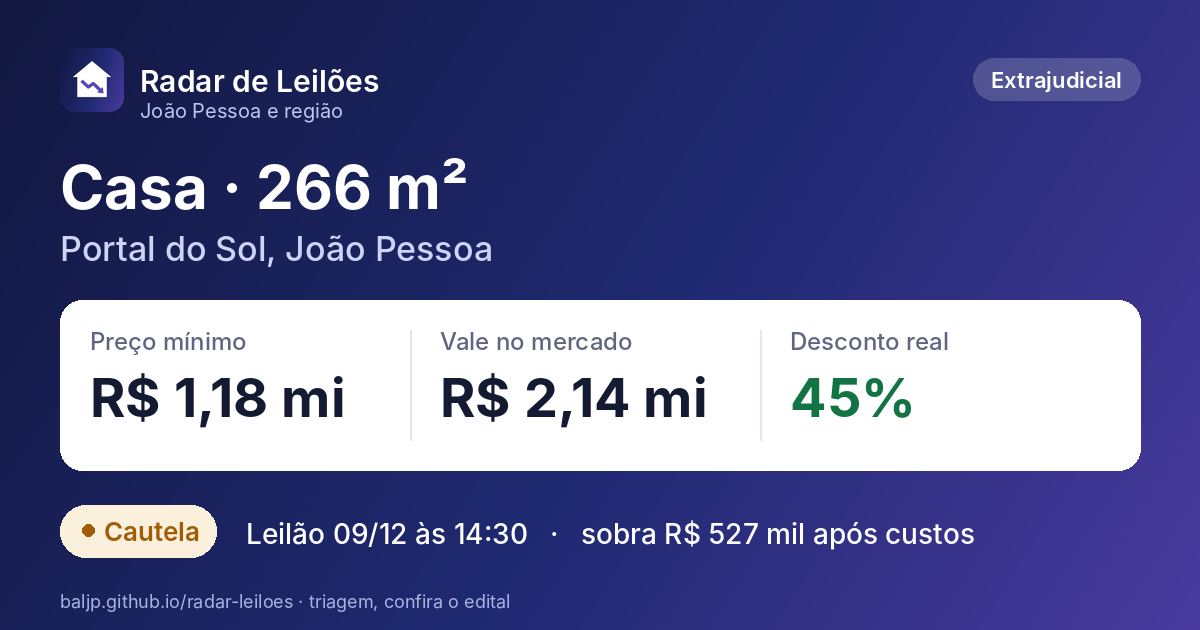 Radar de Leilões
João Pessoa e região
Extrajudicial
Casa · 266 m²
Portal do Sol, João Pessoa
Preço mínimo
R$ 1,18 mi
Vale no mercado
R$ 2,14 mi
Desconto real
45%
Cautela
Leilão 09/12 às 14:30 · sobra R$ 527 mil após custos
baljp.github.io/radar-leiloes · triagem, confira o edital